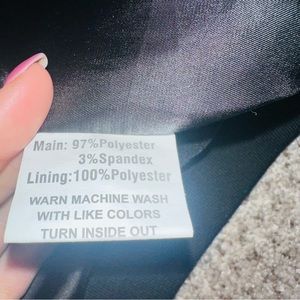 Main: 97%Polyester
3%Spandex
Lining:100%Polyester
WARN MACHINE WASH
WITH LIKE COLORS
TURN INSIDE OUT